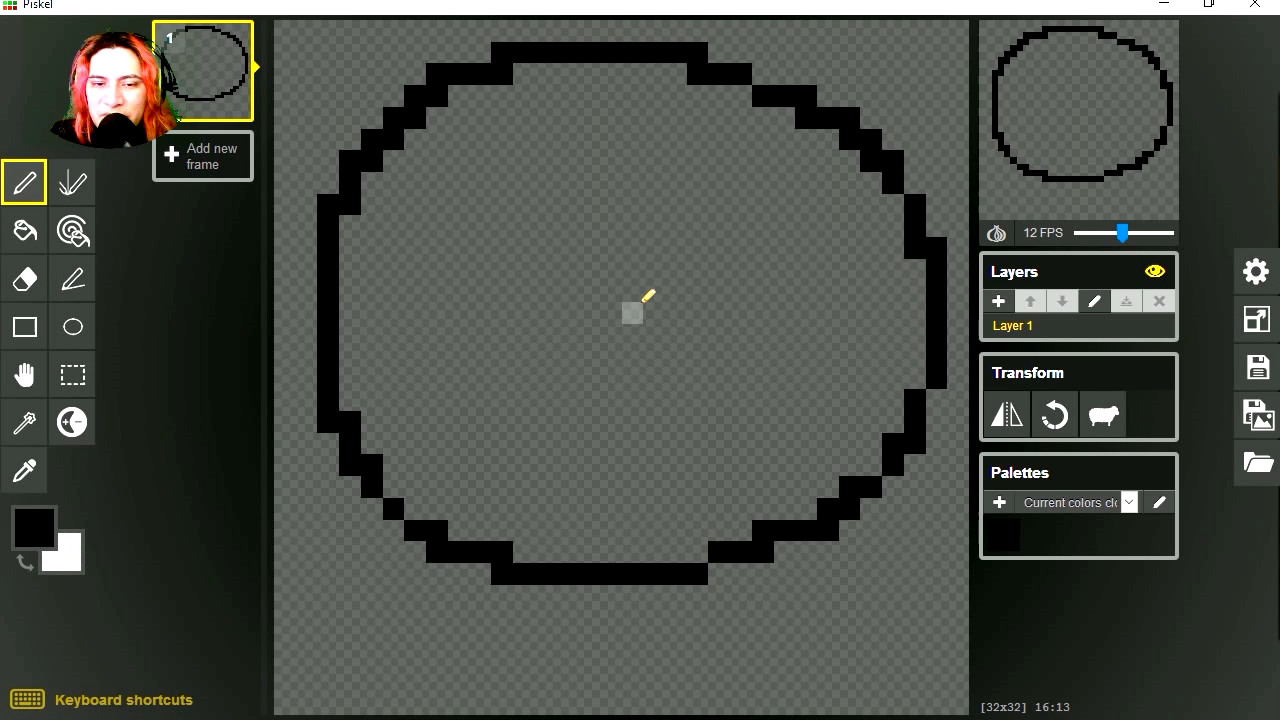 Piskel
1
Add new
frame
12 FPS
Layers
Layer 1
Transform
Palettes
Current colors clo
Keyboard shortcuts
[32x32] 16:13